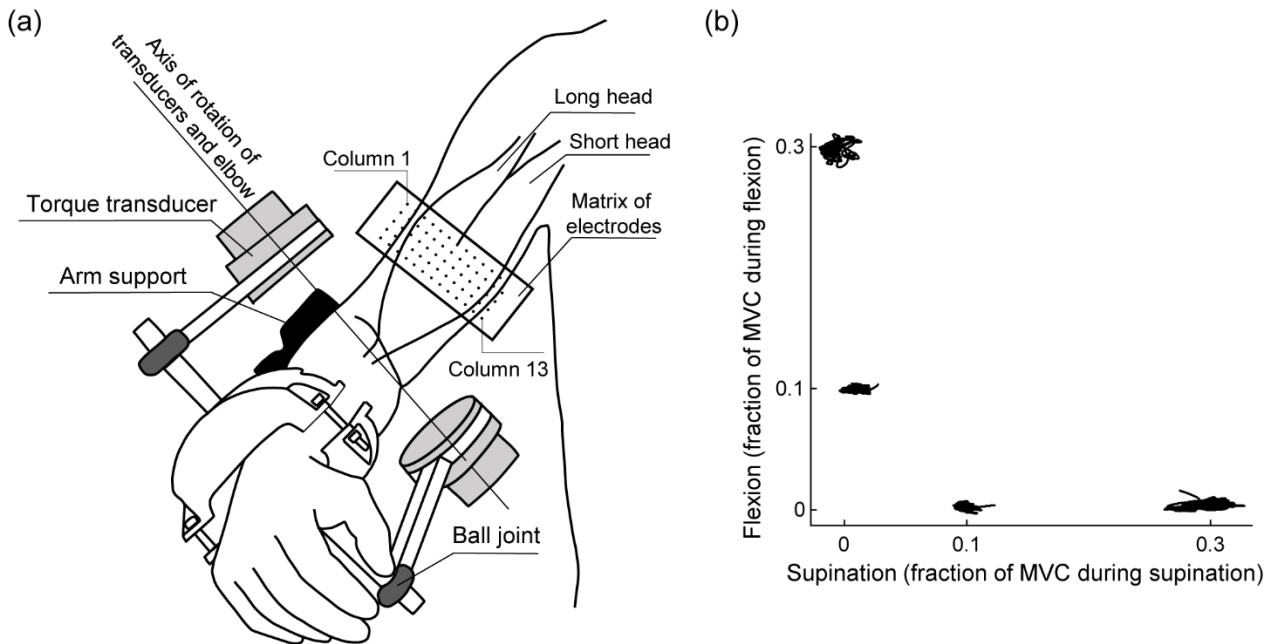 (a)
Axis of rotation of
transducers and elbow
Long head
Short head
Column 1
Matrix of
electrodes
Torque transducer
Arm support
Column 13
Ball joint
(b)
Flexion (fraction of MVC during flexion)
0.3
0.1
0
0
0.1
0.3
Supination (fraction of MVC during supination)